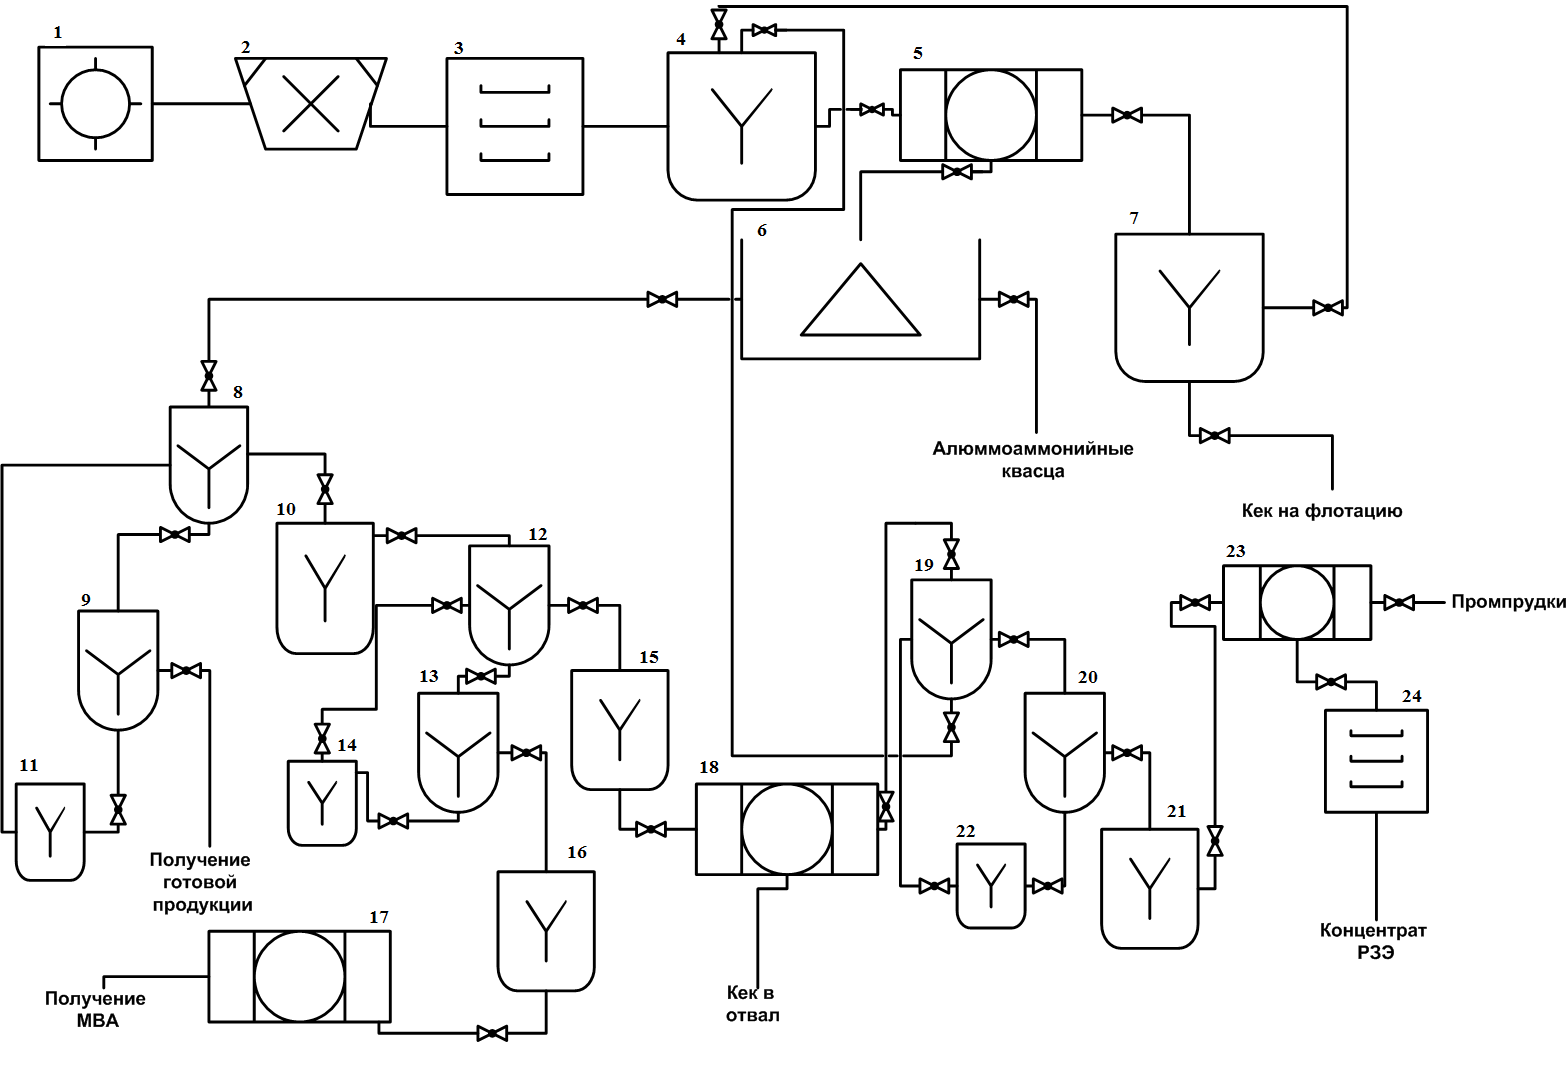 1
2
3
4
5
6
7
Алюммоаммонийные
квасца
8
10
12
Кек на флотацию
23
19
9
Промпрудки
13
15
20
24
14
11
18
22
21
16
Получение
готовой
продукции
17
Концентрат
РЗЭ
Получение
МВА
Кек в
отвал